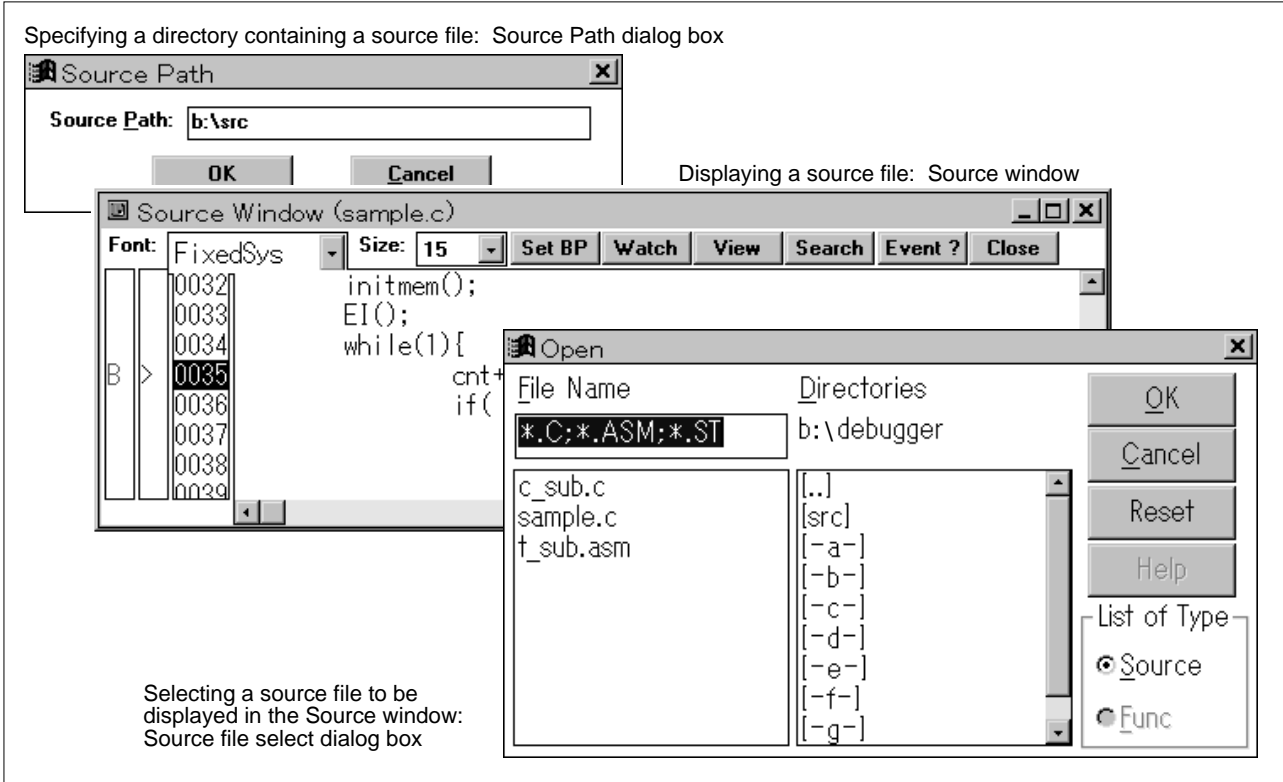 Specifying a directory containing a source file:  Source Path dialog box
Source Path
Source Path: b:\src
OK Cancel
Displaying a source file:  Source window
Source Window (sample.c)
Font: FixedSys Size: 15 Set BP Watch View Search Event ? Close
0032 initmem();
0033 EI();
0034 while(1){
B > 0035 cnt+
0036 if(
0037
0038
0039
Open
File Name
*.C;*.ASM;*.ST
c_sub.c
sample.c
t_sub.asm
Directories
b:\debugger
[..]
[src]
[-a-]
[-b-]
[-c-]
[-d-]
[-e-]
[-f-]
[-g-]
OK
Cancel
Reset
Help
List of Type
Source
Func
Selecting a source file to be
displayed in the Source window:
Source file select dialog box